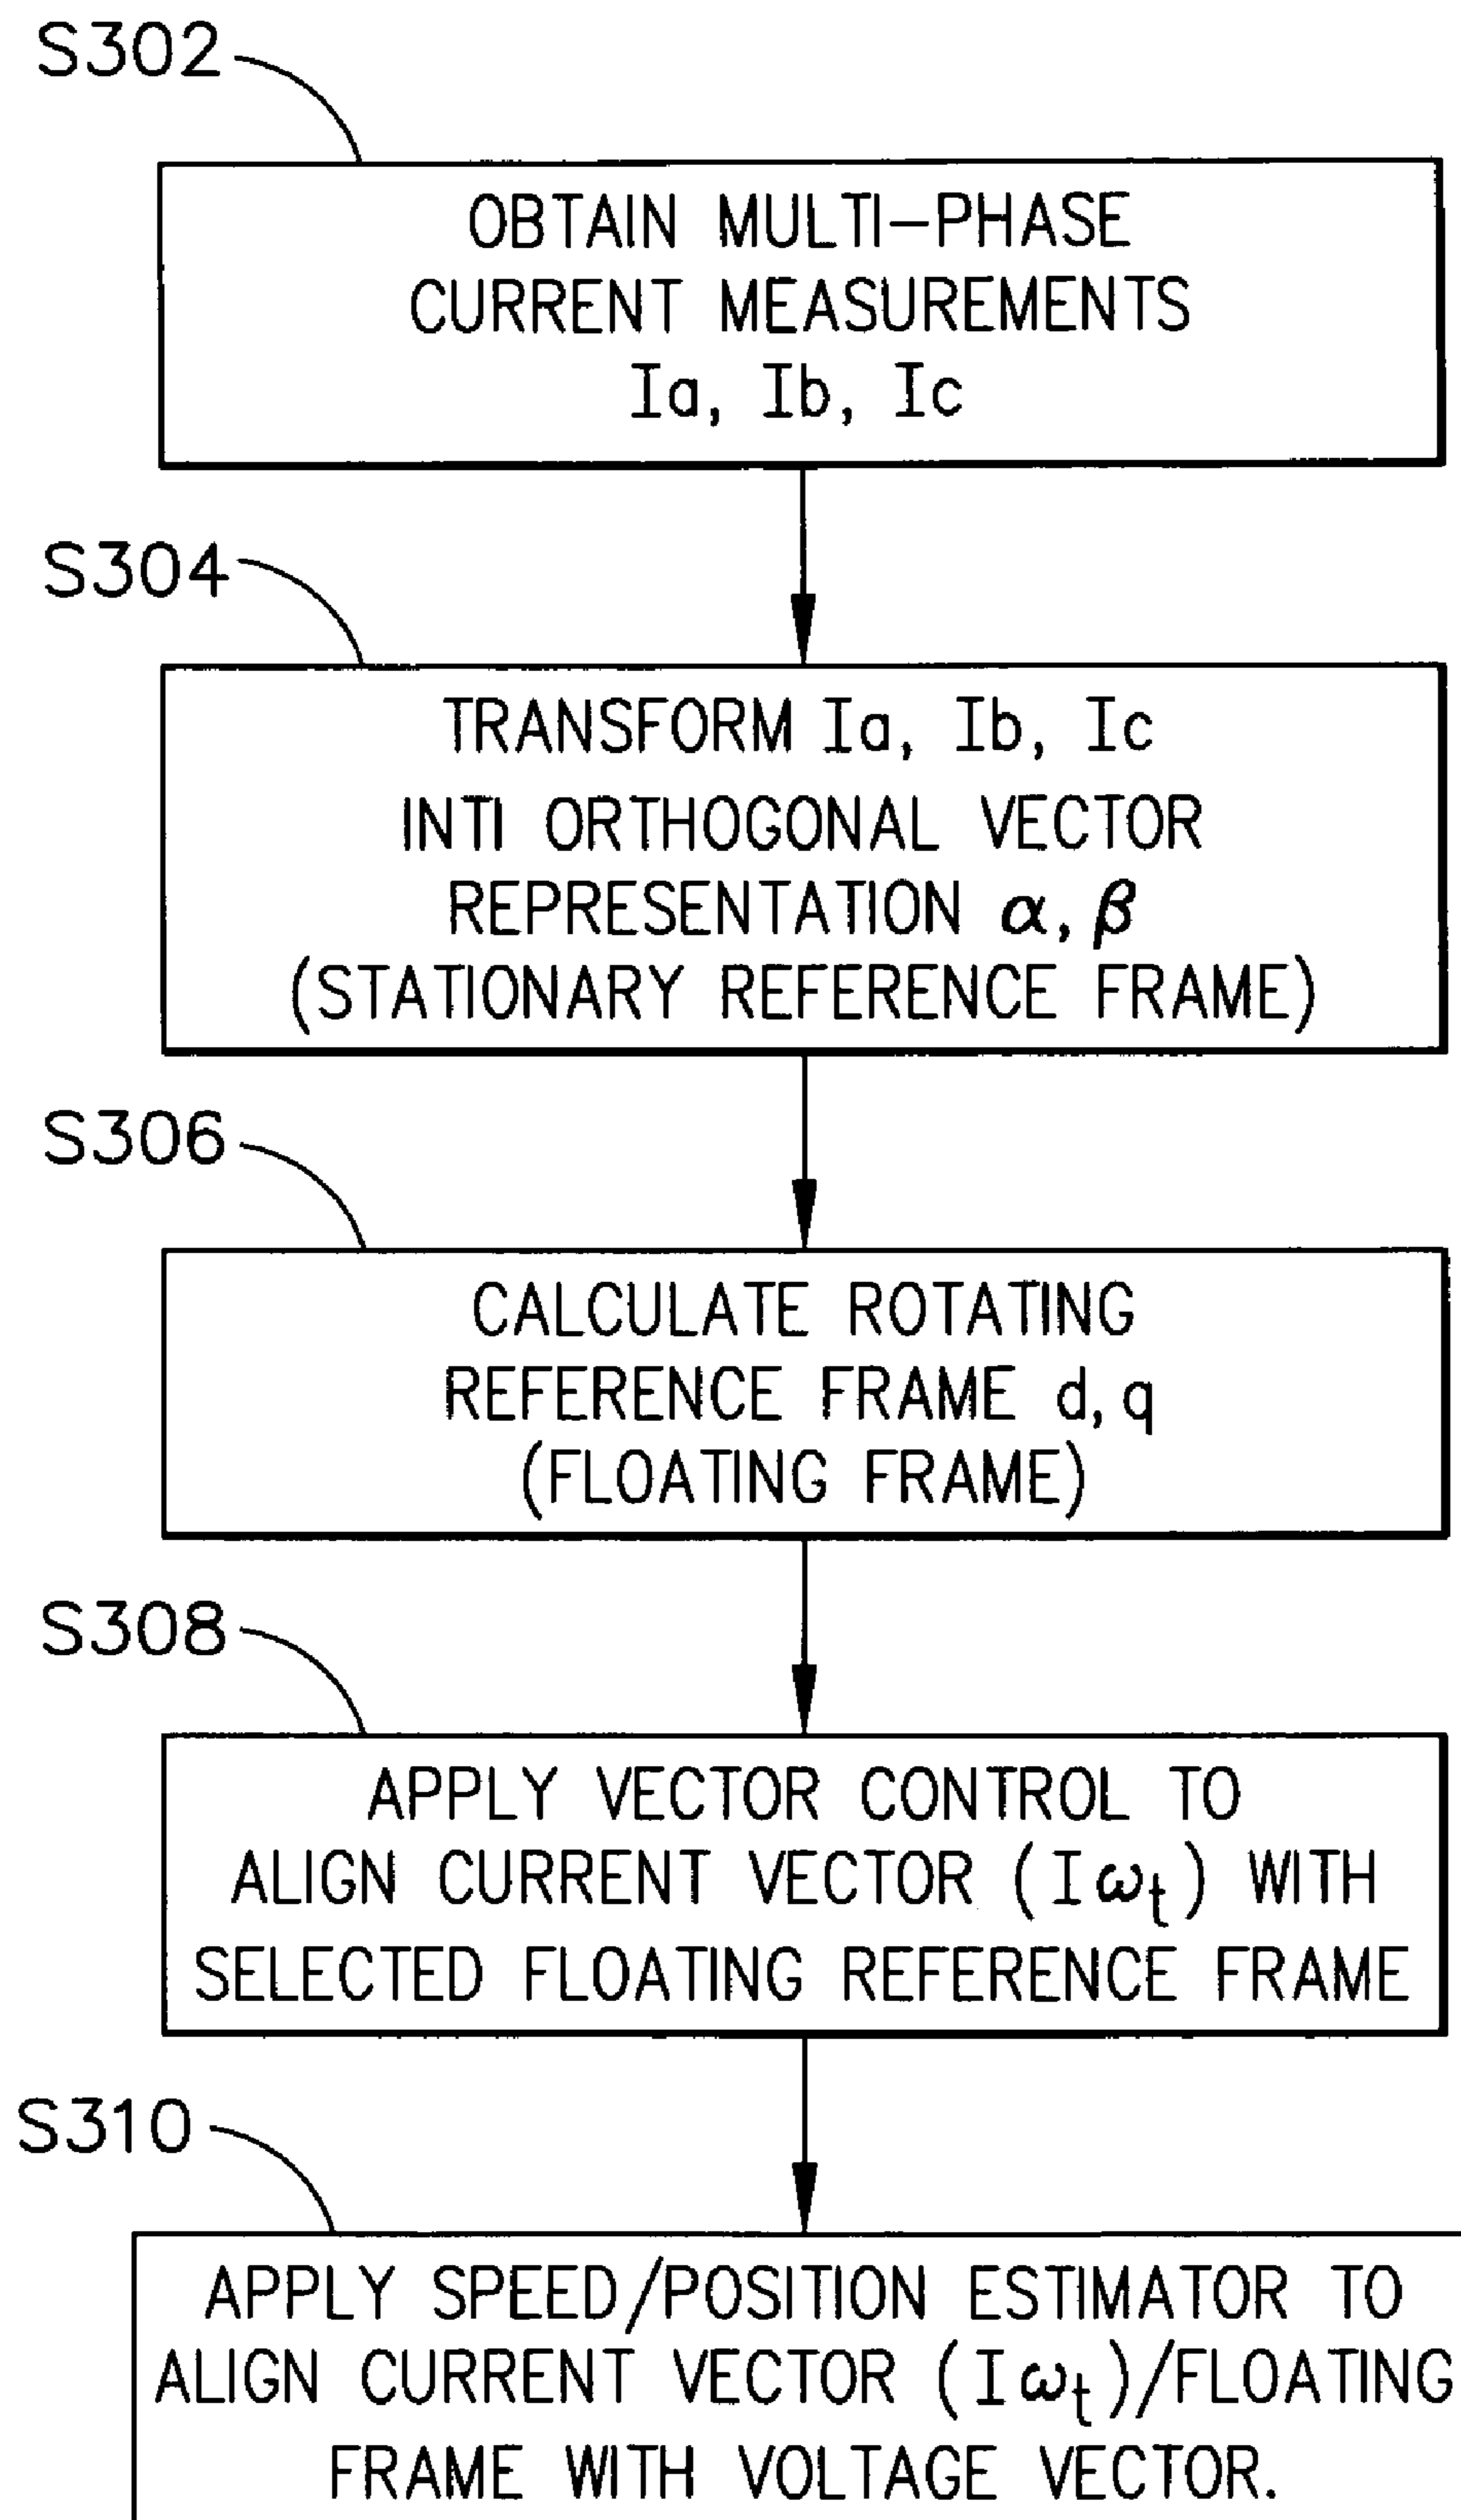 S302
OBTAIN MULTI-PHASE
CURRENT MEASUREMENTS
Ia, Ib, Ic
S304
TRANSFORM Ia, Ib, Ic
INTI ORTHOGONAL VECTOR
REPRESENTATION α, β
(STATIONARY REFERENCE FRAME)
S306
CALCULATE ROTATING
REFERENCE FRAME d, q
(FLOATING FRAME)
S308
APPLY VECTOR CONTROL TO
ALIGN CURRENT VECTOR (Iωt) WITH
SELECTED FLOATING REFERENCE FRAME
S310
APPLY SPEED/POSITION ESTIMATOR TO
ALIGN CURRENT VECTOR (Iωt)/FLOATING
FRAME WITH VOLTAGE VECTOR.